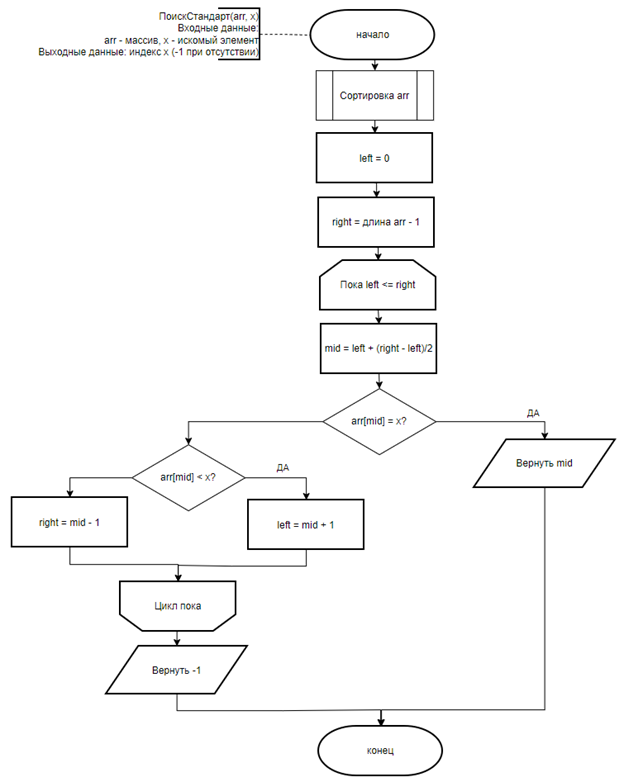 ПоискСтандарт(arr, x)
Входные данные:
arr - массив, x - искомый элемент
Выходные данные: индекс x (-1 при отсутствии)
начало
Сортировка arr
left = 0
right = длина arr - 1
Пока left <= right
mid = left + (right - left)/2
arr[mid] = x?
ДА
Вернуть mid
arr[mid] < x?
ДА
right = mid - 1
left = mid + 1
Цикл пока
Вернуть -1
конец